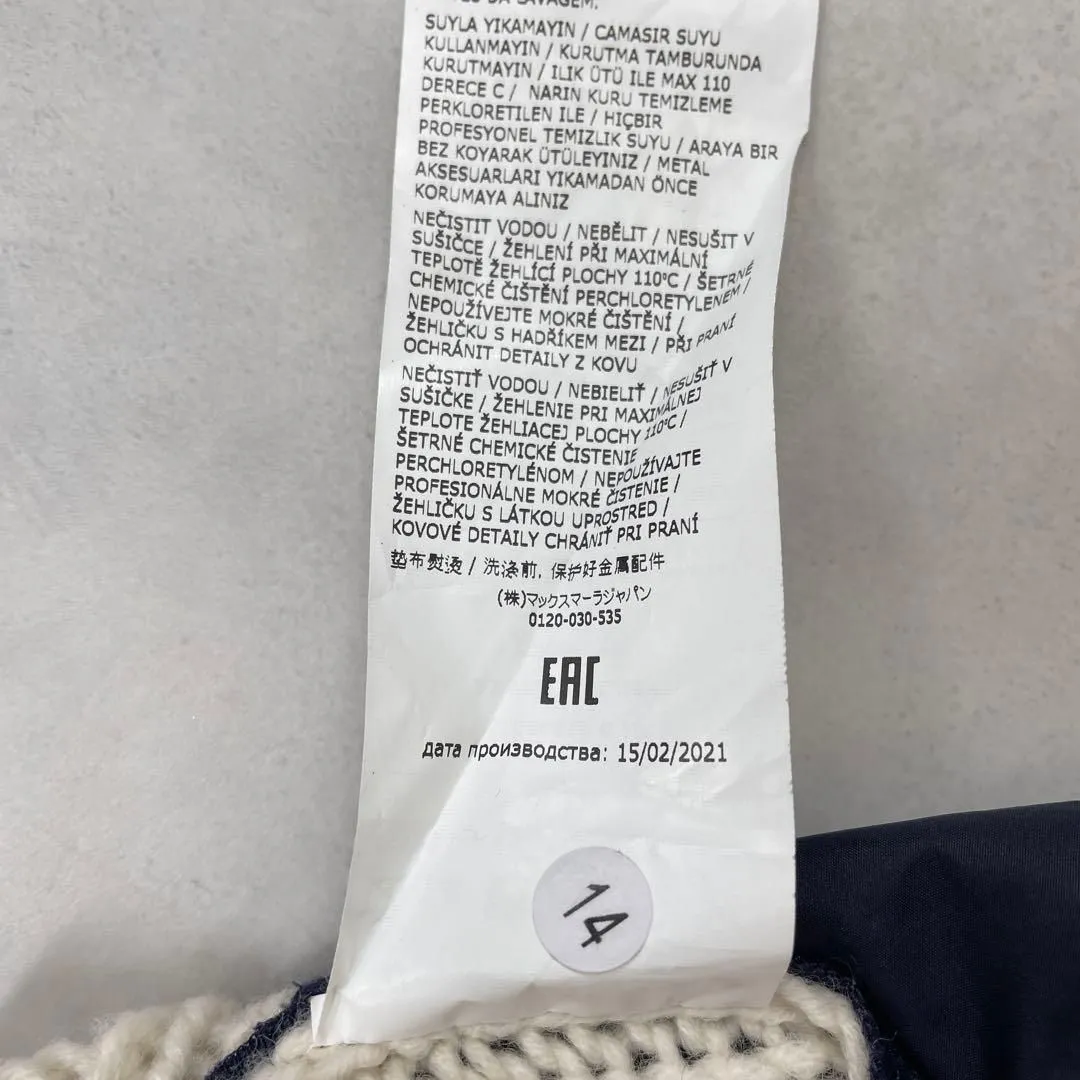 DA LAVAGEM.
SUYLA YIKAMAYIN / CAMASIR SUYU
KULLANMAYIN / KURUTMA TAMBURUNDA
KURUTMAYIN / ILIK ÜTÜ ILE MAX 110
DERECE C / NARIN KURU TEMIZLEME
PERKLORETILEN ILE / HIÇBIR
PROFESYONEL TEMIZLIK SUYU / ARAYA BIR
BEZ KOYARAK ÜTÜLEYINIZ / METAL
AKSESUARLARI YIKAMADAN ÖNCE
KORUMAYA ALINIZ
NEČISTIT VODOU / NEBĚLIT / NESUŠIT V
SUŠIČCE / ŽEHLENÍ PŘI MAXIMÁLNÍ
TEPLOTĚ ŽEHLÍCÍ PLOCHY 110°C / ŠETRNÉ
CHEMICKÉ ČIŠTĚNÍ PERCHLORETYLENEM /
NEPOUŽÍVEJTE MOKRÉ ČIŠTĚNÍ /
ŽEHLIČKU S HADŘÍKEM MEZI / PŘI PRANÍ
OCHRÁNIT DETAILY Z KOVU
NEČISTIŤ VODOU / NEBIELIŤ / NESUŠIŤ V
SUŠIČKE / ŽEHLENIE PRI MAXIMÁLNEJ
TEPLOTE ŽEHLIACEJ PLOCHY 110°C /
ŠETRNÉ CHEMICKÉ ČISTENIE
PERCHLORETYLÉNOM / NEPOUŽÍVAJTE
PROFESIONÁLNE MOKRÉ ČISTENIE /
ŽEHLIČKU S LÁTKOU UPROSTRED /
KOVOVÉ DETAILY CHRÁNIŤ PRI PRANÍ
垫布熨烫 / 洗涤前, 保护好金属配件
(株)マックスマーラジャパン
0120-030-535
EAC
дата производства: 15/02/2021
14